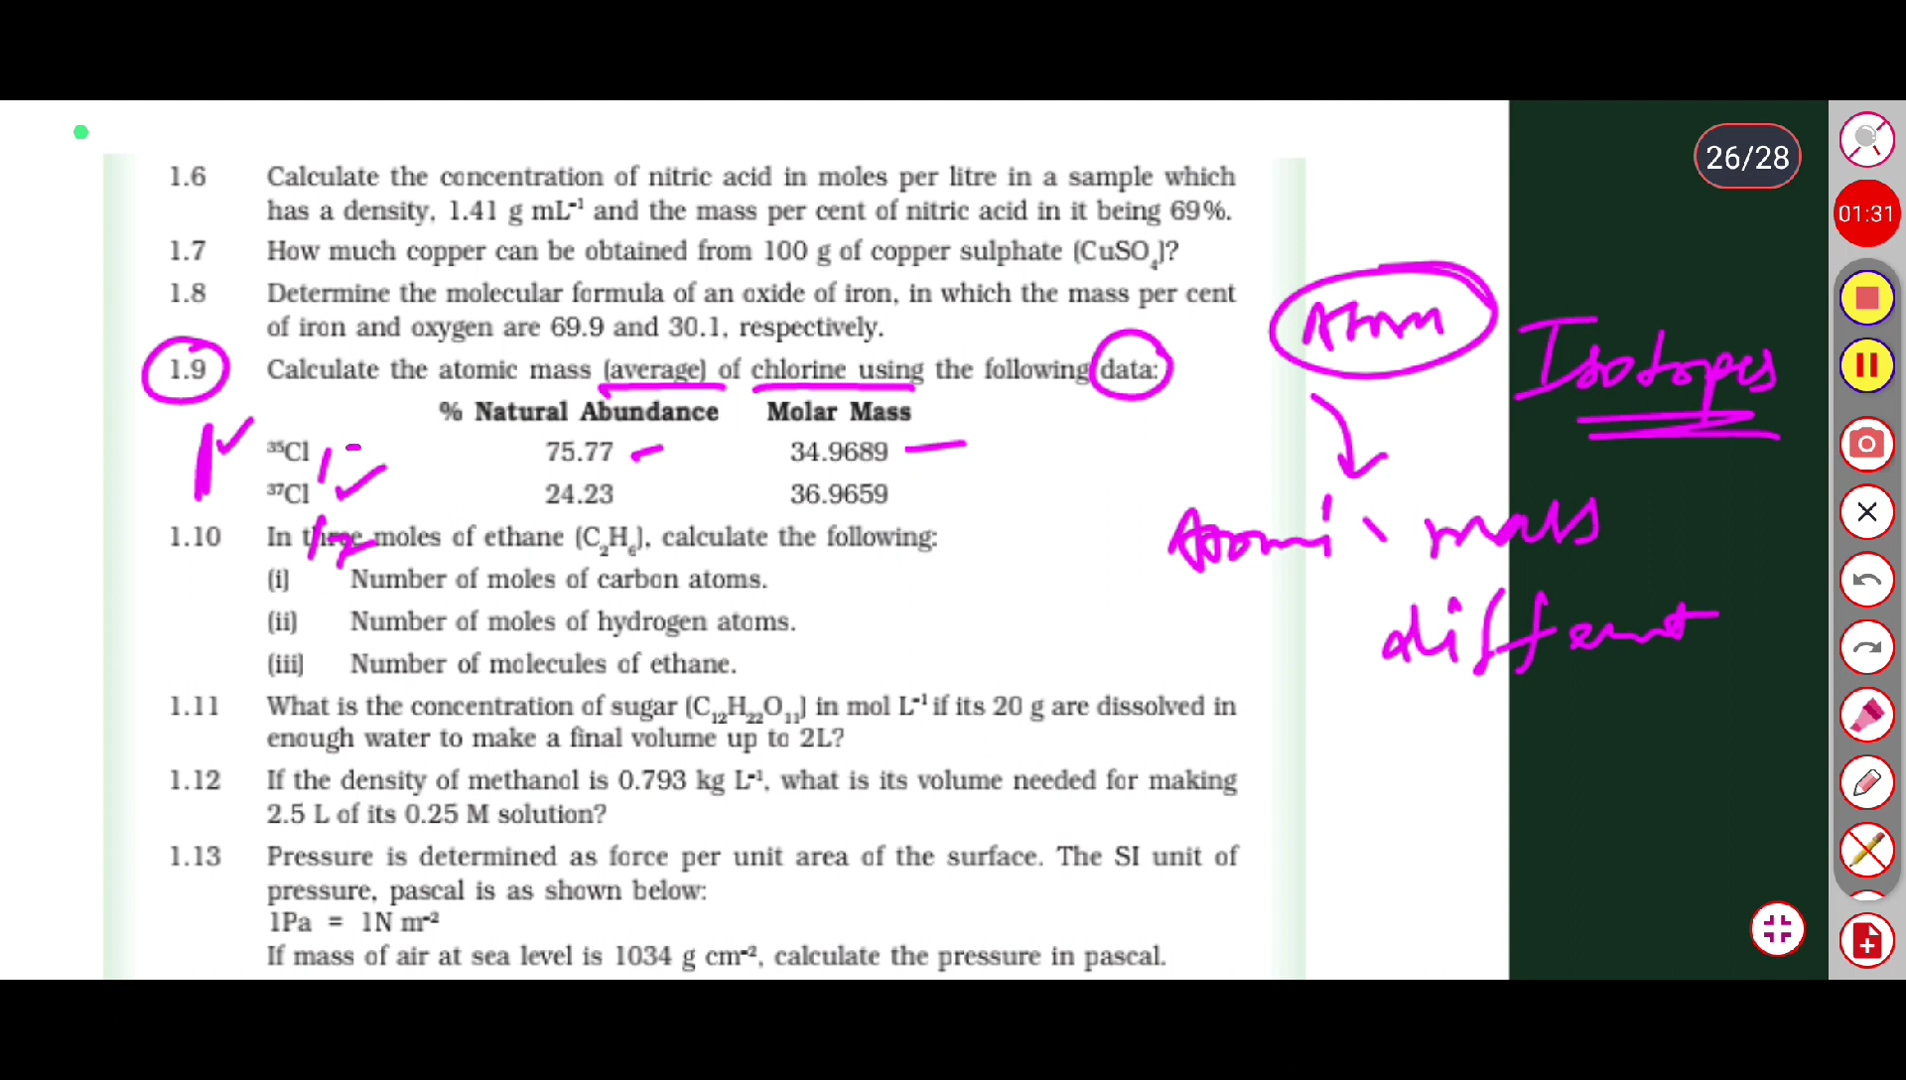 26/28
01:31
1.6 Calculate the concentration of nitric acid in moles per litre in a sample which
has a density, 1.41 g mL⁻¹ and the mass per cent of nitric acid in it being 69%.
1.7 How much copper can be obtained from 100 g of copper sulphate (CuSO₄)?
1.8 Determine the molecular formula of an oxide of iron, in which the mass per cent
of iron and oxygen are 69.9 and 30.1, respectively.
1.9 Calculate the atomic mass (average) of chlorine using the following data:
% Natural Abundance Molar Mass
³⁵Cl 75.77 34.9689
³⁷Cl 24.23 36.9659
1.10 In three moles of ethane (C₂H₆), calculate the following:
(i) Number of moles of carbon atoms.
(ii) Number of moles of hydrogen atoms.
(iii) Number of molecules of ethane.
1.11 What is the concentration of sugar (C₁₂H₂₂O₁₁) in mol L⁻¹ if its 20 g are dissolved in
enough water to make a final volume up to 2L?
1.12 If the density of methanol is 0.793 kg L⁻¹, what is its volume needed for making
2.5 L of its 0.25 M solution?
1.13 Pressure is determined as force per unit area of the surface. The SI unit of
pressure, pascal is as shown below:
1Pa = 1N m⁻²
If mass of air at sea level is 1034 g cm⁻², calculate the pressure in pascal.
Atom
Isotopes
Atomi mass
different